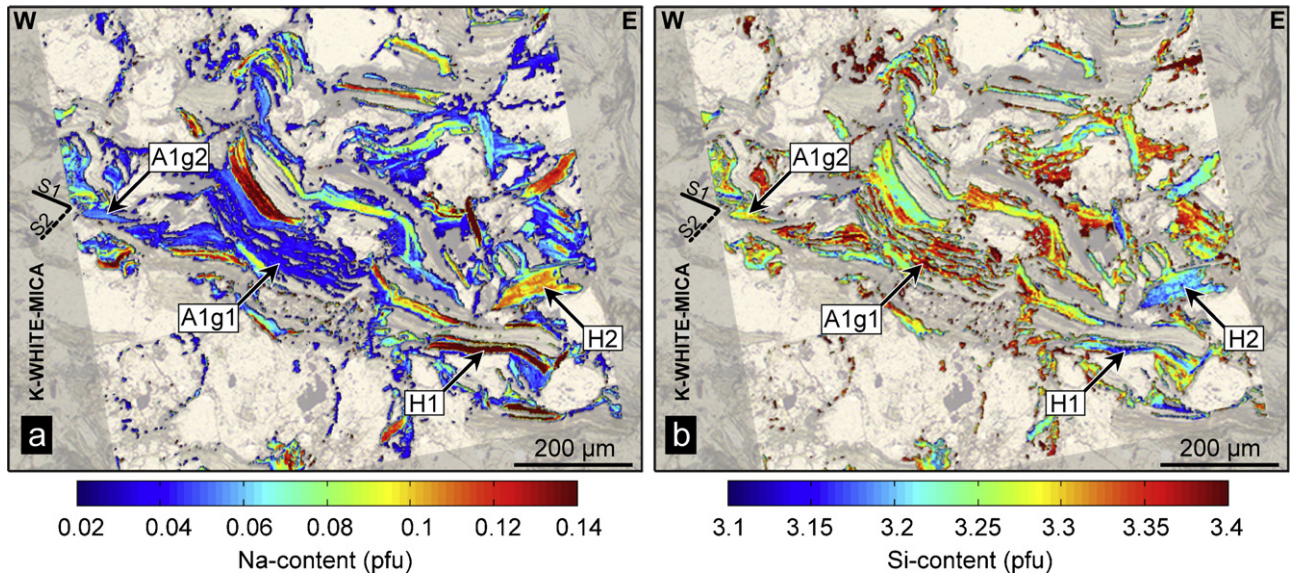 W E
A1g2
S1
S2
A1g1
H2
H1
K-WHITE-MICA
a
200 µm
0.02 0.04 0.06 0.08 0.1 0.12 0.14
Na-content (pfu)
W E
A1g2
S1
S2
A1g1
H2
H1
K-WHITE-MICA
b
200 µm
3.1 3.15 3.2 3.25 3.3 3.35 3.4
Si-content (pfu)